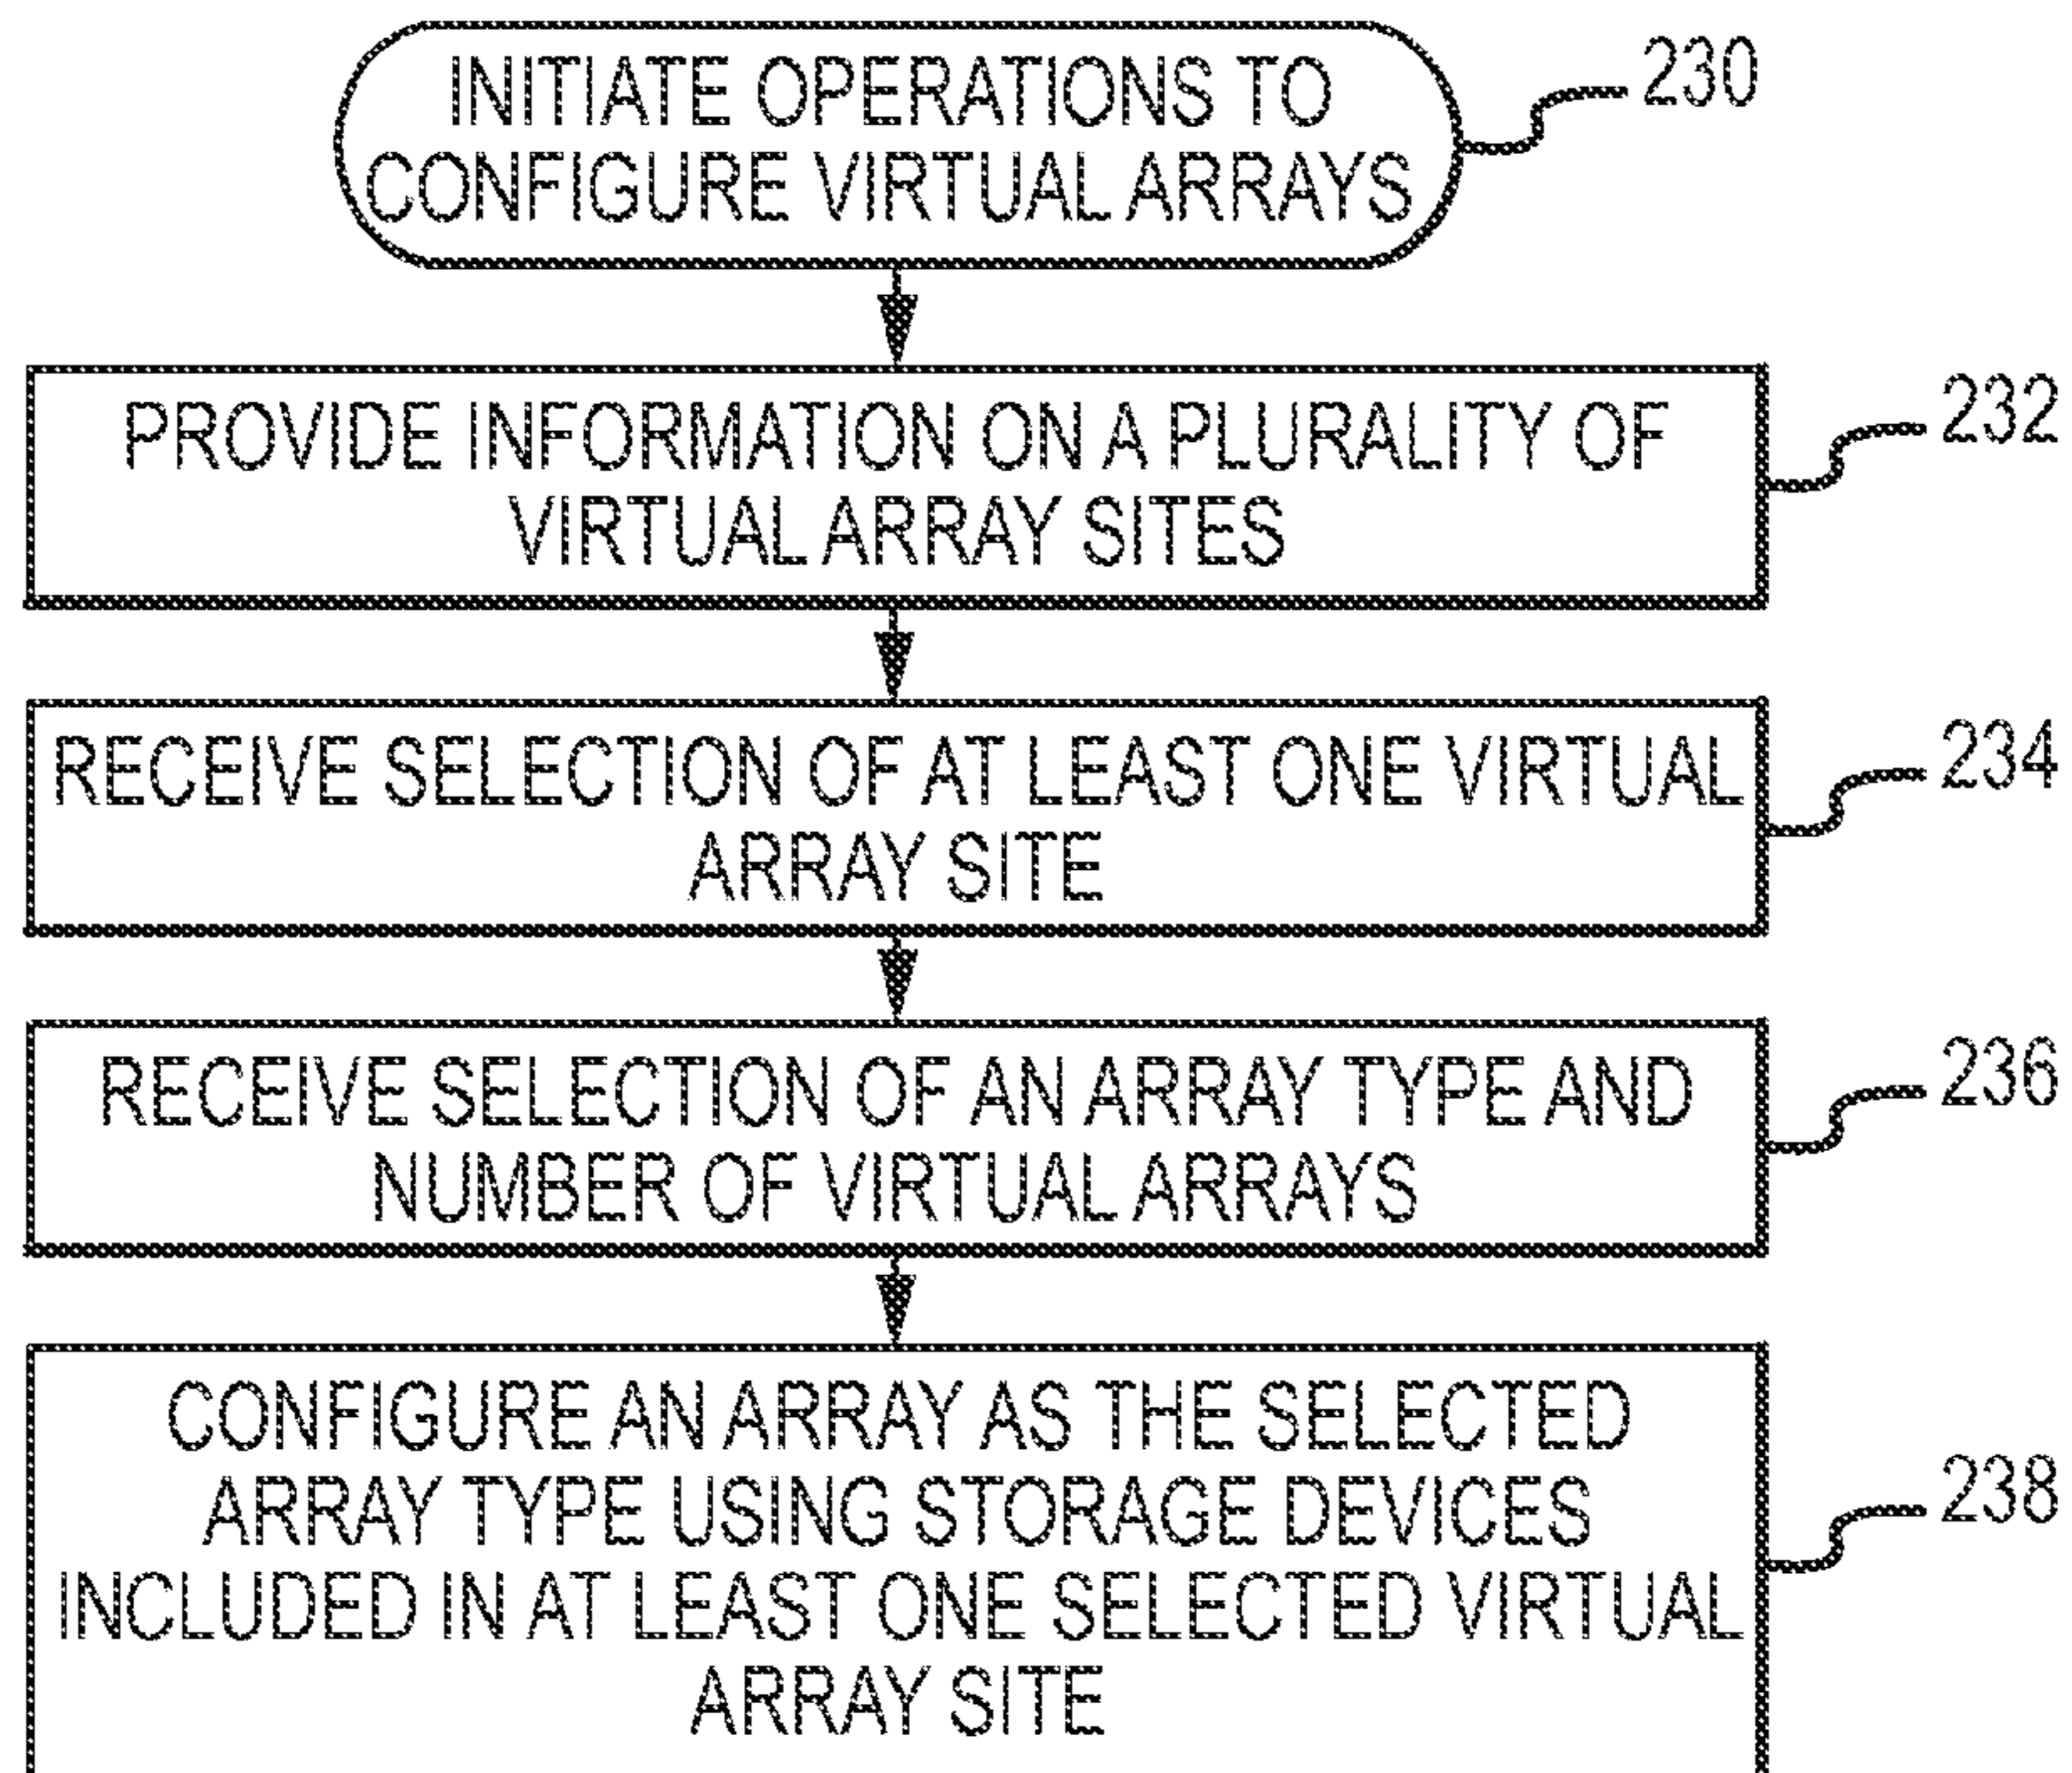 INITIATE OPERATIONS TO
CONFIGURE VIRTUAL ARRAYS
230
PROVIDE INFORMATION ON A PLURALITY OF
VIRTUAL ARRAY SITES
232
RECEIVE SELECTION OF AT LEAST ONE VIRTUAL
ARRAY SITE
234
RECEIVE SELECTION OF AN ARRAY TYPE AND
NUMBER OF VIRTUAL ARRAYS
236
CONFIGURE AN ARRAY AS THE SELECTED
ARRAY TYPE USING STORAGE DEVICES
INCLUDED IN AT LEAST ONE SELECTED VIRTUAL
ARRAY SITE
238